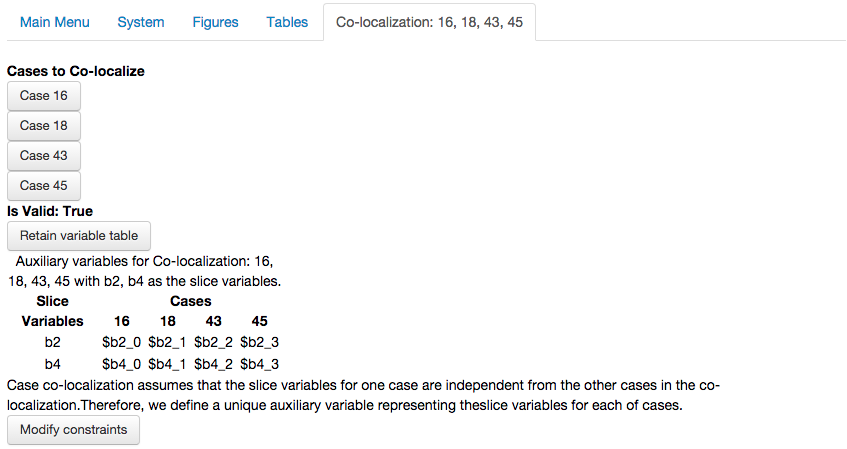 Main Menu System Figures Tables Co-localization: 16, 18, 43, 45
Cases to Co-localize
Case 16
Case 18
Case 43
Case 45
Is Valid: True
Retain variable table
Auxiliary variables for Co-localization: 16,
18, 43, 45 with b2, b4 as the slice variables.
Slice Cases
Variables 16 18 43 45
b2 $b2_0 $b2_1 $b2_2 $b2_3
b4 $b4_0 $b4_1 $b4_2 $b4_3
Case co-localization assumes that the slice variables for one case are independent from the other cases in the co-
localization.Therefore, we define a unique auxiliary variable representing theslice variables for each of cases.
Modify constraints